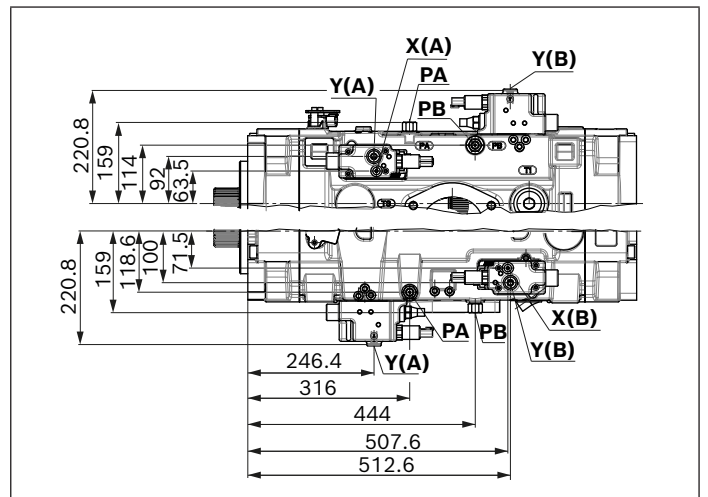 X(A)
Y(A)
PA
PB
Y(B)
220.8
159
114
92
63.5
PA
PB
T1
220.8
159
118.6
100
71.5
PA
PB
X(B)
Y(B)
Y(A)
246.4
316
444
507.6
512.6